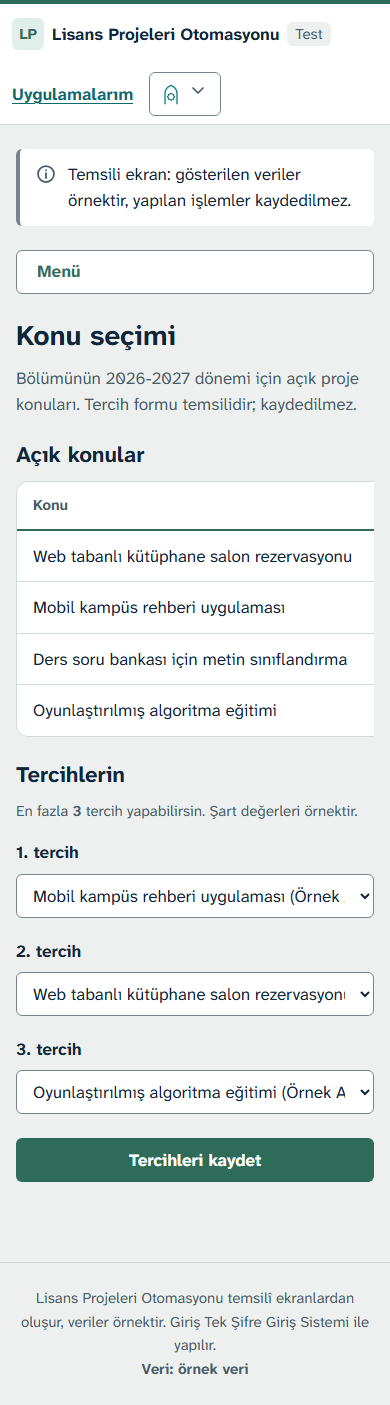 LP Lisans Projeleri Otomasyonu Test
Uygulamalarım
Temsili ekran: gösterilen veriler
örnektir, yapılan işlemler kaydedilmez.
Menü
Konu seçimi
Bölümünün 2026-2027 dönemi için açık proje
konuları. Tercih formu temsilidir; kaydedilmez.
Açık konular
Konu
Web tabanlı kütüphane salon rezervasyonu
Mobil kampüs rehberi uygulaması
Ders soru bankası için metin sınıflandırma
Oyunlaştırılmış algoritma eğitimi
Tercihlerin
En fazla 3 tercih yapabilirsin. Şart değerleri örnektir.
1. tercih
Mobil kampüs rehberi uygulaması (Örnek
2. tercih
Web tabanlı kütüphane salon rezervasyonu
3. tercih
Oyunlaştırılmış algoritma eğitimi (Örnek A
Tercihleri kaydet
Lisans Projeleri Otomasyonu temsilî ekranlardan
oluşur, veriler örnektir. Giriş Tek Şifre Giriş Sistemi ile
yapılır.
Veri: örnek veri